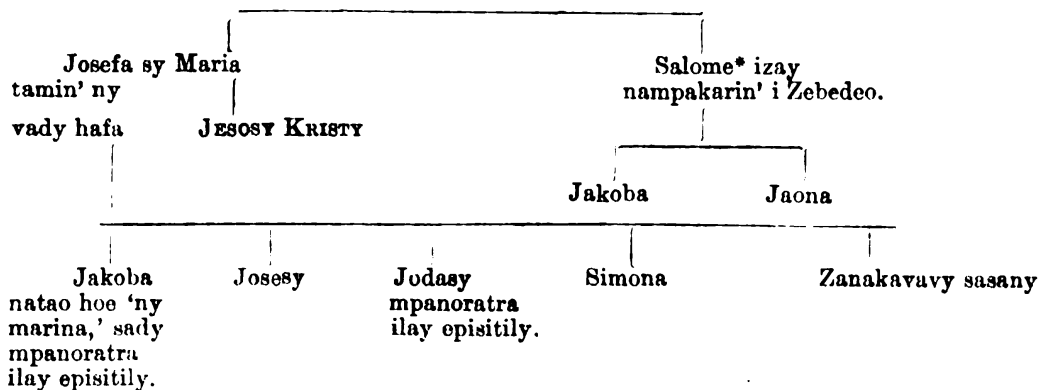 Josefa sy Maria
tamin' ny
vady hafa
JESOSY KRISTY
Salome* izay
nampakarin' i Zebedeo.
Jakoba
Jaona
Jakoba
natao hoe ‘ny
marina,’ sady
mpanoratra
ilay episitily.
Josesy
Jodasy
mpanoratra
ilay episitily.
Simona
Zanakavavy sasany